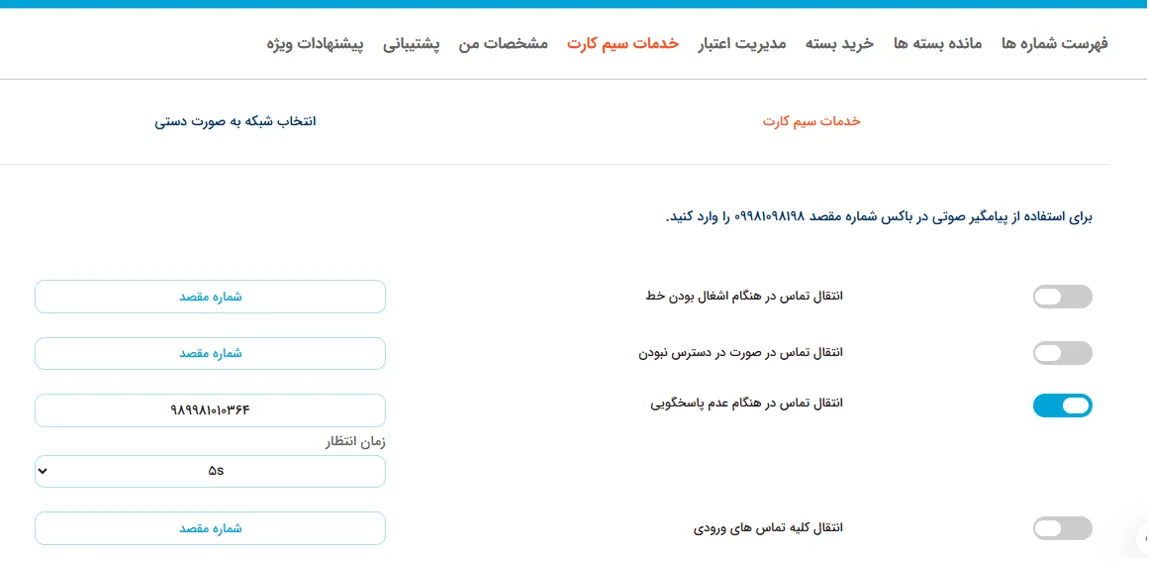 فهرست شماره ها مانده بسته ها خرید بسته مدیریت اعتبار خدمات سیم کارت مشخصات من پشتیبانی پیشنهادات ویژه
خدمات سیم کارت انتخاب شبکه به صورت دستی
برای استفاده از پیامگیر صوتی در باکس شماره مقصد ۰۹۹۸۱۰۹۸۱۹۸ را وارد کنید.
انتقال تماس در هنگام اشغال بودن خط شماره مقصد
انتقال تماس در صورت در دسترس نبودن شماره مقصد
انتقال تماس در هنگام عدم پاسخگویی ۹۸۹۹۸۱۰۱۰۳۶۴
زمان انتظار
۵s
انتقال کلیه تماس های ورودی شماره مقصد